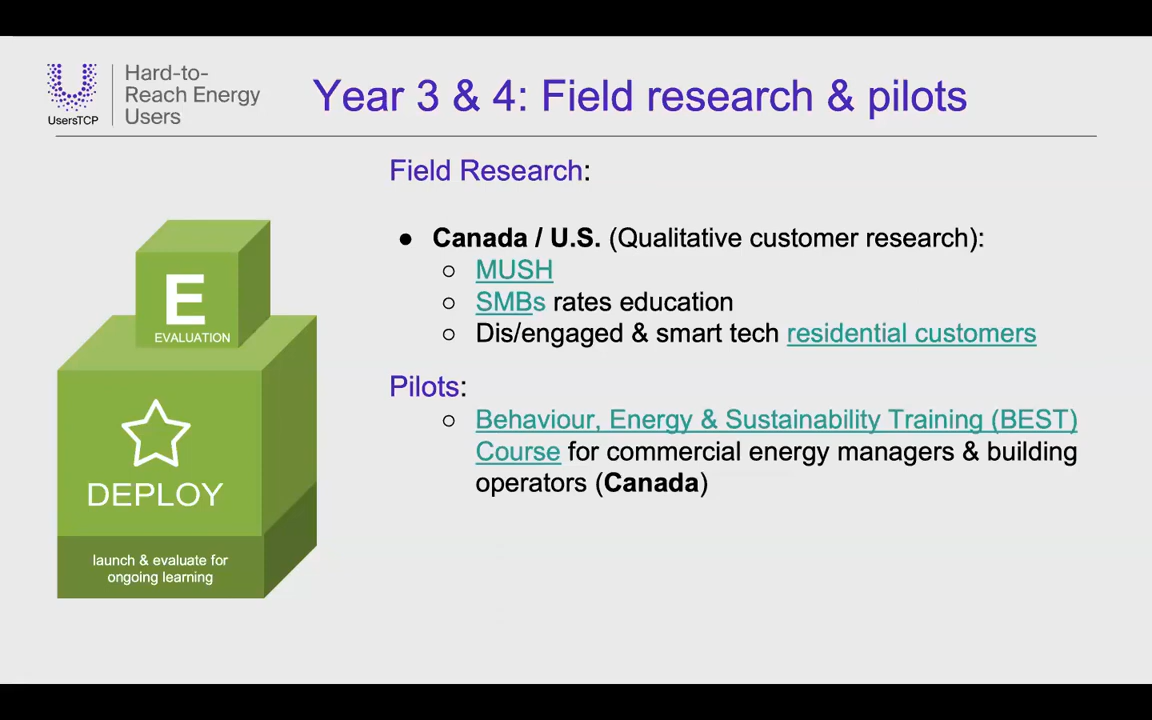 Hard-to-
Reach Energy
Users
UsersTCP
Year 3 & 4: Field research & pilots
Field Research:
● Canada / U.S. (Qualitative customer research):
○ MUSH
○ SMBs rates education
○ Dis/engaged & smart tech residential customers
Pilots:
○ Behaviour, Energy & Sustainability Training (BEST)
Course for commercial energy managers & building
operators (Canada)
E
EVALUATION
DEPLOY
launch & evaluate for
ongoing learning